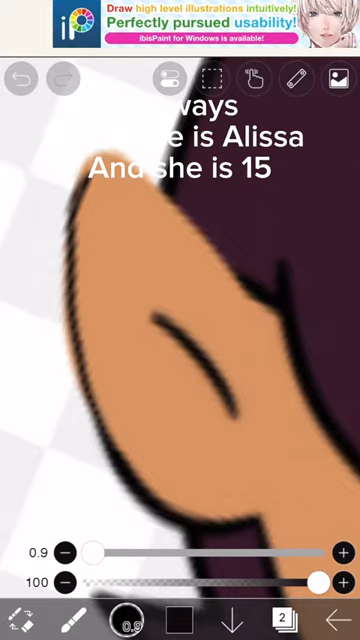 Draw high level illustrations intuitively!
Perfectly pursued usability!
ibisPaint for Windows is available!
is Alissa
And she is 15
0.9
100
0.9
2